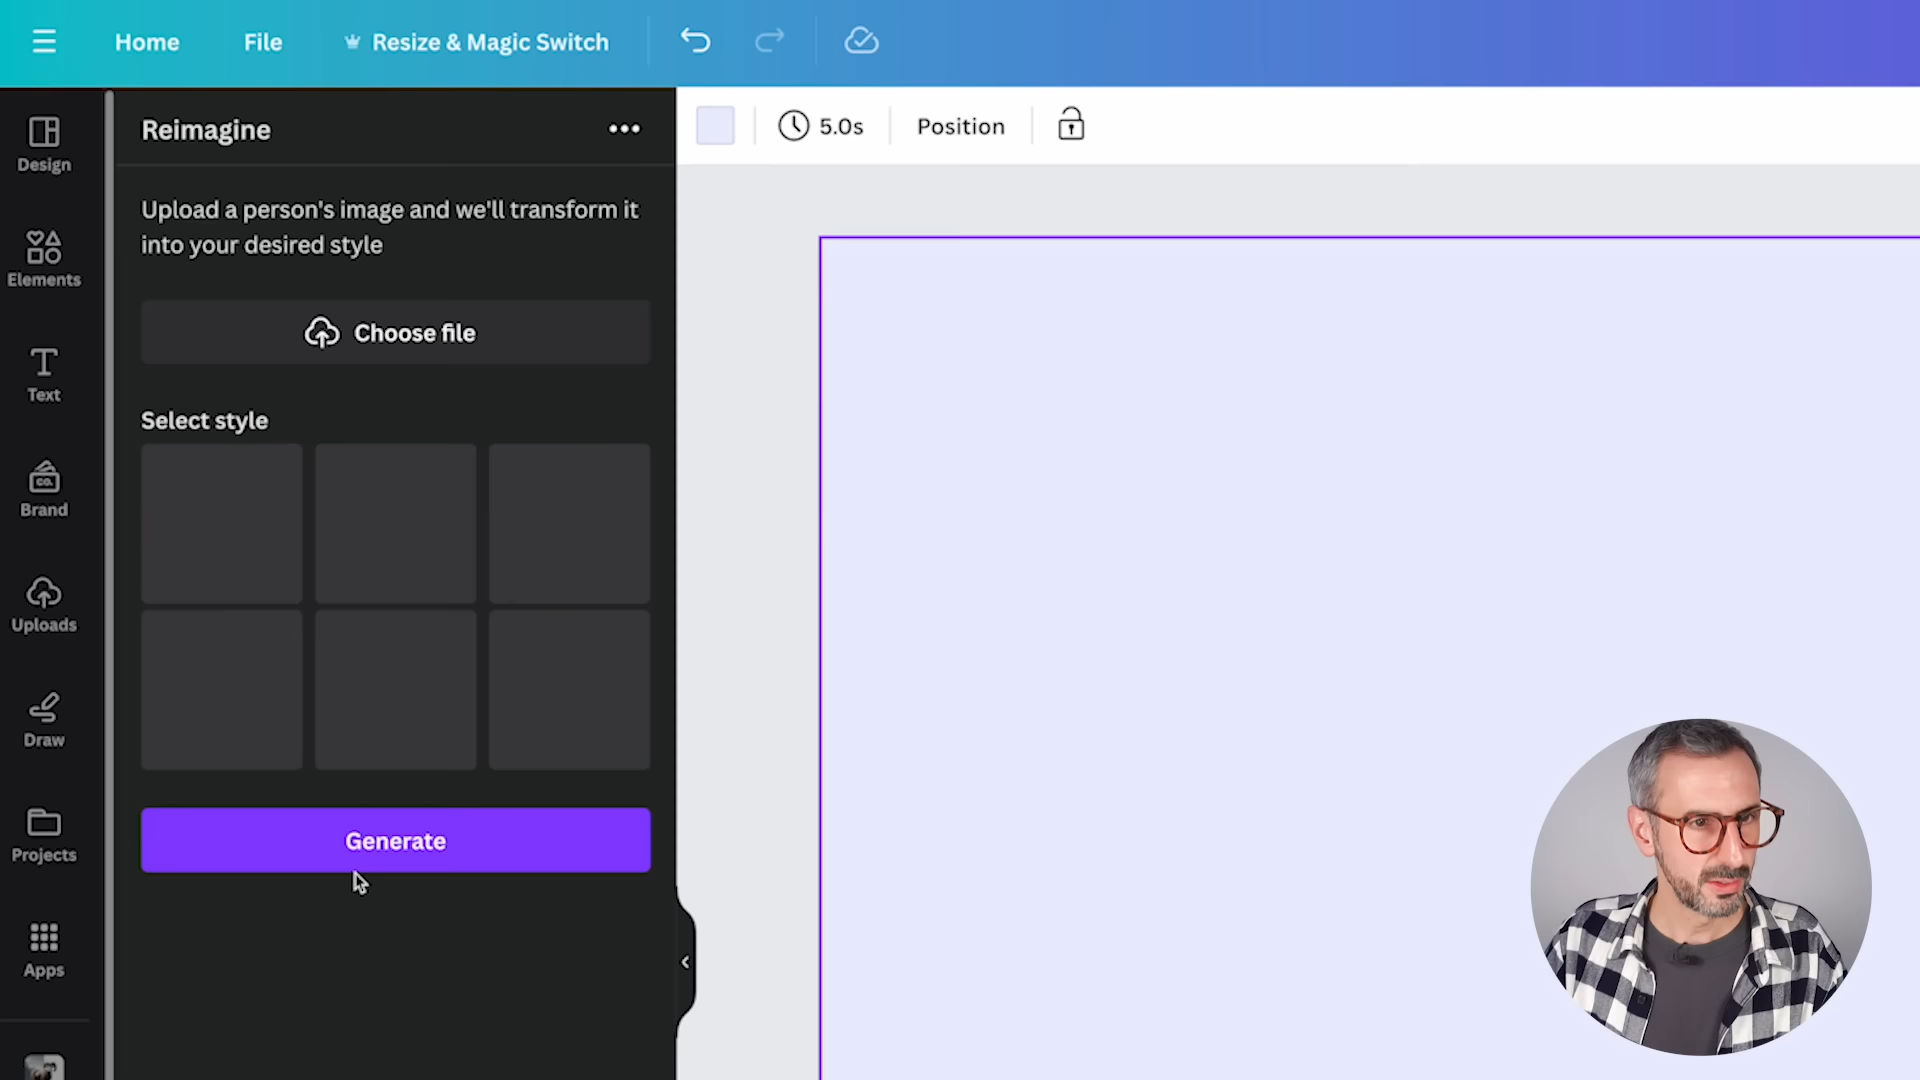 Home
File
Resize & Magic Switch
Design
Elements
Text
CO.
Brand
Uploads
Draw
Projects
Apps
Reimagine
Upload a person's image and we'll transform it
into your desired style
Choose file
Select style
Generate
5.0s
Position